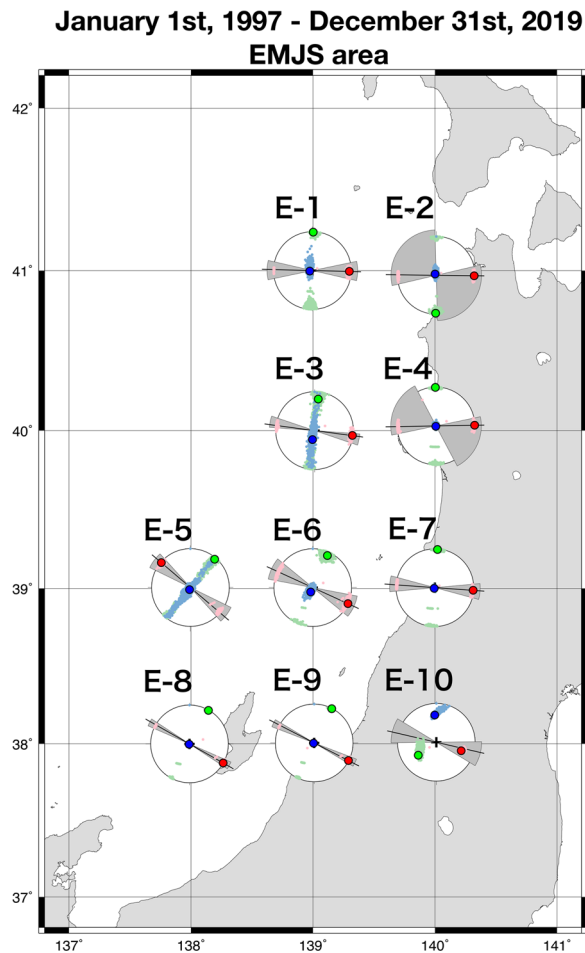 January 1st, 1997 - December 31st, 2019
EMJS area
42°
E-1 E-2
41°
E-3 E-4
40°
E-5 E-6 E-7
39°
E-8 E-9 E-10
38°
37°
137° 138° 139° 140° 141°